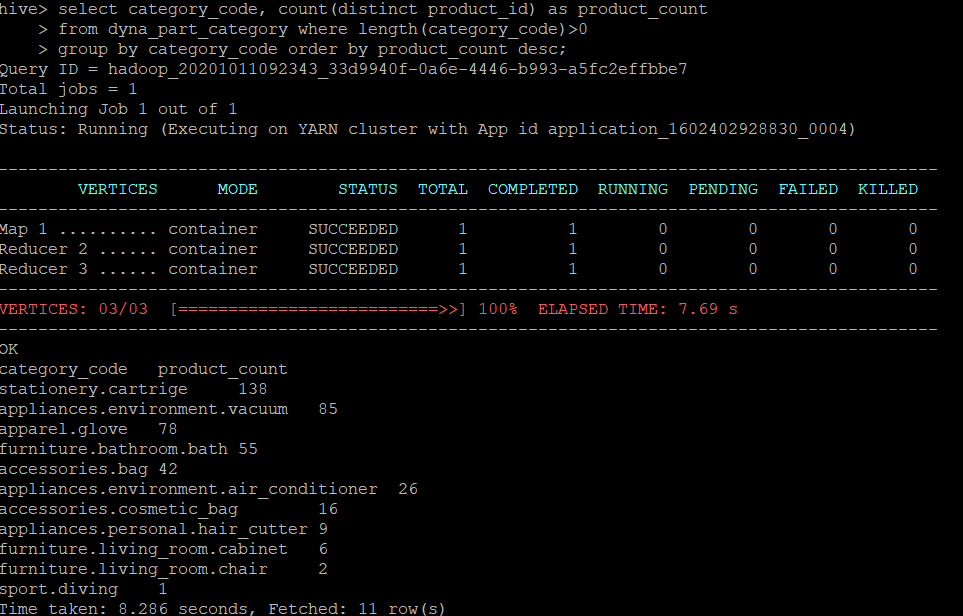 hive> select category_code, count(distinct product_id) as product_count
    > from dyna_part_category where length(category_code)>0
    > group by category_code order by product_count desc;
Query ID = hadoop_20201011092343_33d9940f-0a6e-4446-b993-a5fc2effbbe7
Total jobs = 1
Launching Job 1 out of 1
Status: Running (Executing on YARN cluster with App id application_1602402928830_0004)
----------------------------------------------------------------------------------------------
        VERTICES      MODE        STATUS  TOTAL  COMPLETED  RUNNING  PENDING  FAILED  KILLED
----------------------------------------------------------------------------------------------
Map 1 .......... container     SUCCEEDED      1          1        0        0       0       0
Reducer 2 ...... container     SUCCEEDED      1          1        0        0       0       0
Reducer 3 ...... container     SUCCEEDED      1          1        0        0       0       0
----------------------------------------------------------------------------------------------
VERTICES: 03/03  [==========================>>] 100%  ELAPSED TIME: 7.69 s
----------------------------------------------------------------------------------------------
OK
category_code   product_count
stationery.cartrige     138
appliances.environment.vacuum   85
apparel.glove   78
furniture.bathroom.bath 55
accessories.bag 42
appliances.environment.air_conditioner  26
accessories.cosmetic_bag        16
appliances.personal.hair_cutter 9
furniture.living_room.cabinet   6
furniture.living_room.chair     2
sport.diving    1
Time taken: 8.286 seconds, Fetched: 11 row(s)